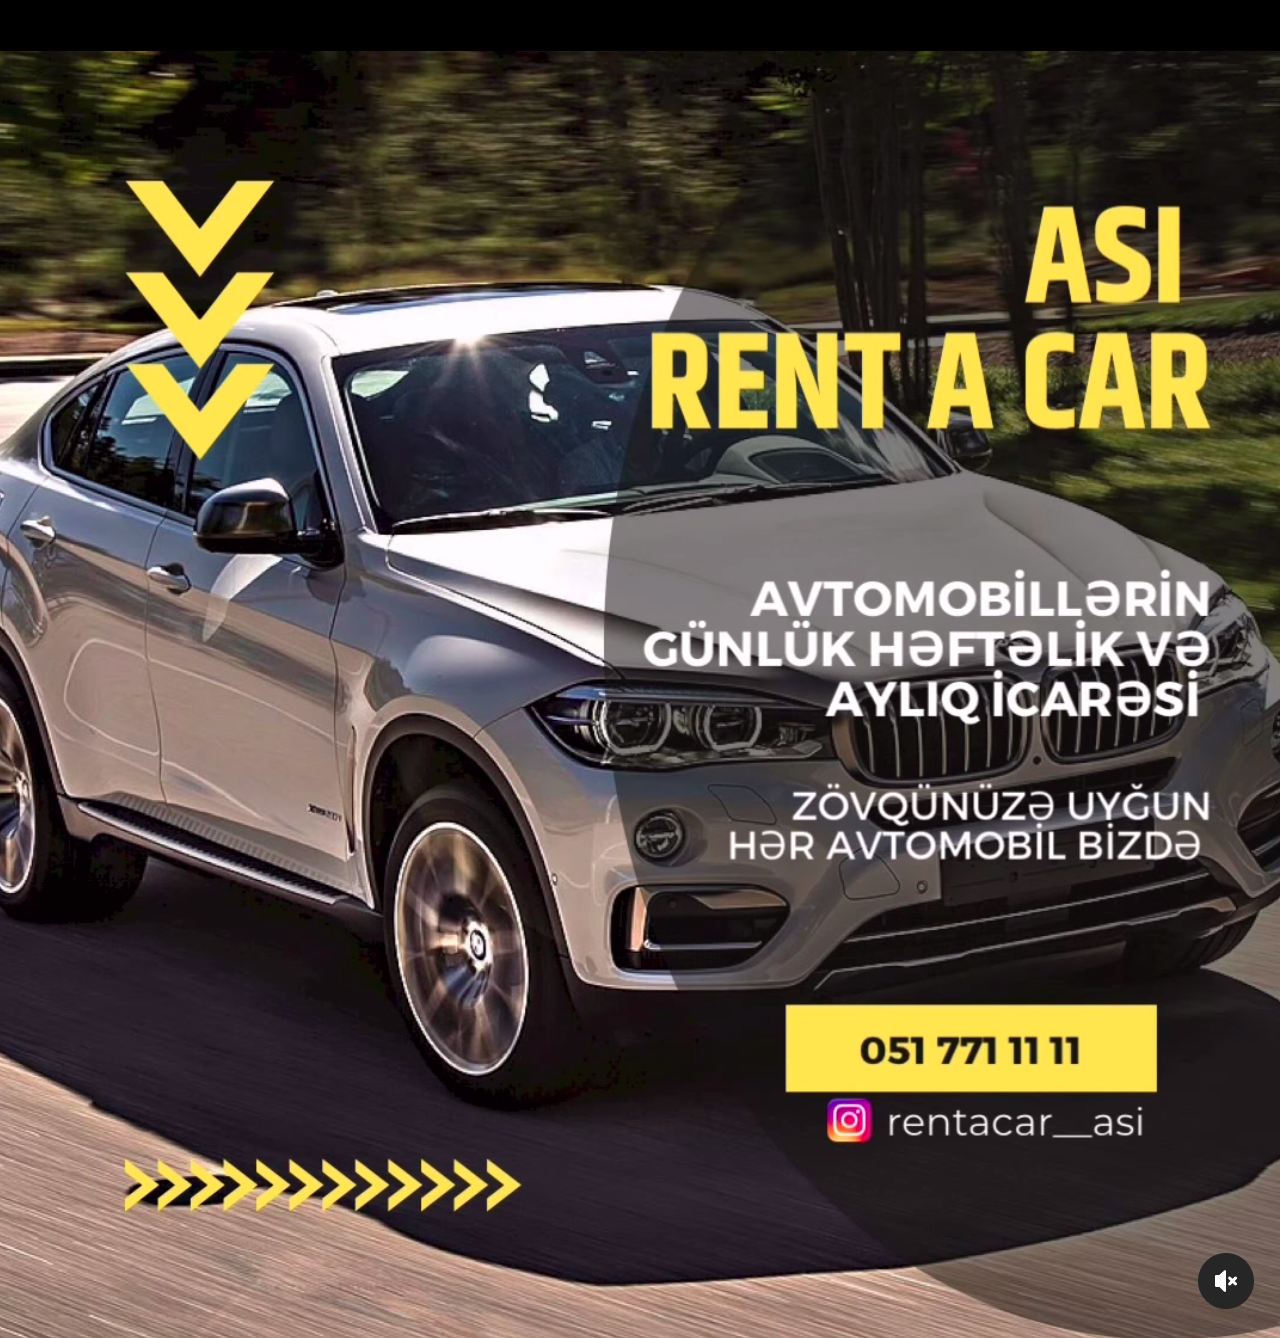 ASI
RENT A CAR
AVTOMOBİLLƏRİN
GÜNLÜK HƏFTƏLİK VƏ
AYLIQ İCARƏSİ
ZÖVQÜNÜZƏ UYĞUN
HƏR AVTOMOBİL BİZDƏ
051 771 11 11
rentacar__asi